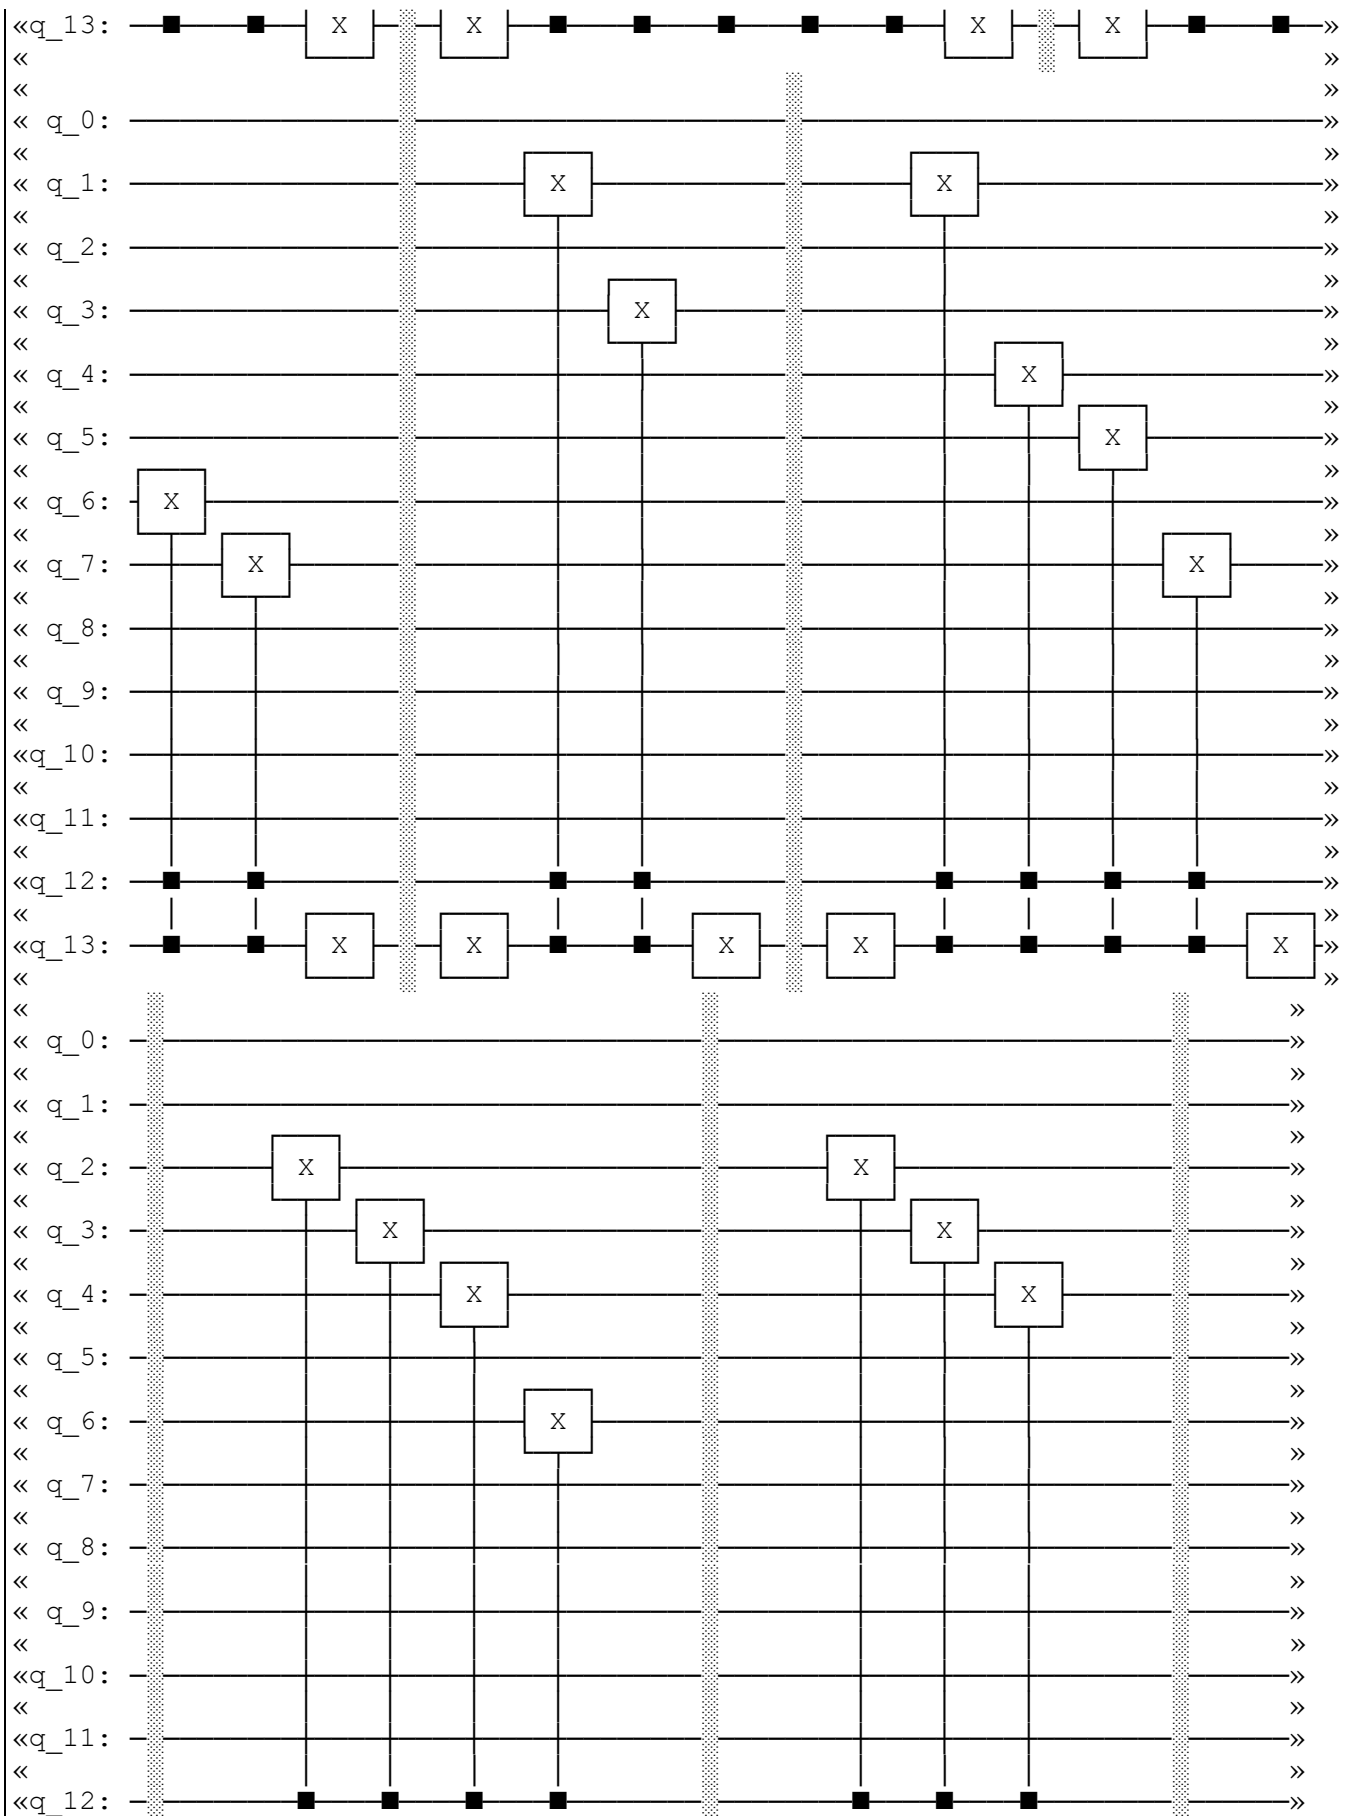 «q_13: ──■────■──┤ X ├─░─┤ X ├──■────■────■────■────■──┤ X ├─░─┤ X ├──■────■──»
« »
« »
« q_0: »
« »
« q_1: X X »
« »
« q_2: »
« »
« q_3: X »
« »
« q_4: X »
« »
« q_5: X »
« »
« q_6: X »
« »
« q_7: X X »
« »
« q_8: »
« »
« q_9: »
« »
«q_10: »
« »
«q_11: »
« »
«q_12: ■ ■ ■ ■ ■ ■ ■ ■ »
« »
«q_13: ■ ■ X X ■ ■ X X ■ ■ ■ ■ X »
« »
« »
« q_0: »
« »
« q_1: »
« »
« q_2: X X »
« »
« q_3: X X »
« »
« q_4: X X »
« »
« q_5: »
« »
« q_6: X »
« »
« q_7: »
« »
« q_8: »
« »
« q_9: »
« »
«q_10: »
« »
«q_11: »
« »
«q_12: ■ ■ ■ ■ ■ ■ ■ »